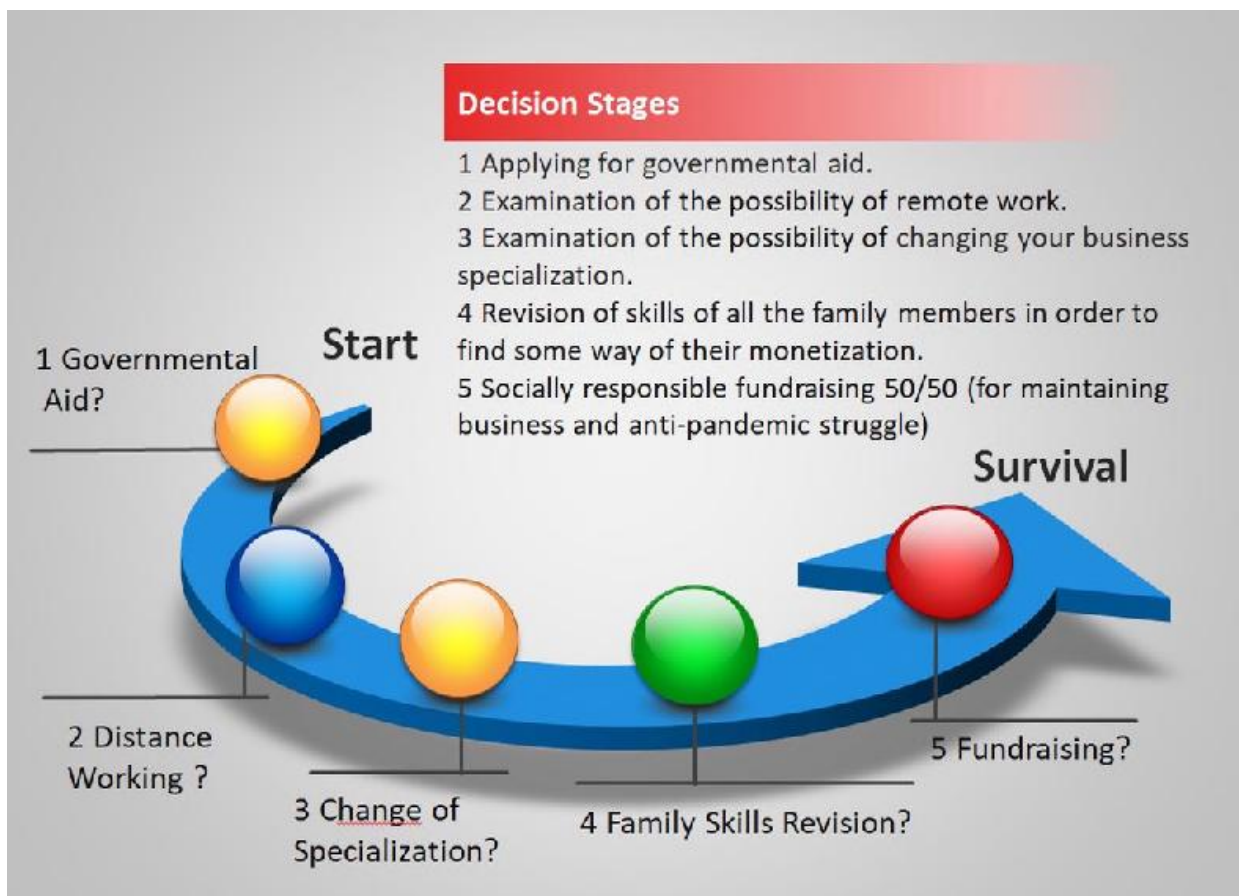 Decision Stages
1 Applying for governmental aid.
2 Examination of the possibility of remote work.
3 Examination of the possibility of changing your business
specialization.
4 Revision of skills of all the family members in order to
find some way of their monetization.
5 Socially responsible fundraising 50/50 (for maintaining
business and anti-pandemic struggle)
Start
1 Governmental
Aid?
Survival
2 Distance
Working ?
3 Change of
Specialization?
4 Family Skills Revision?
5 Fundraising?